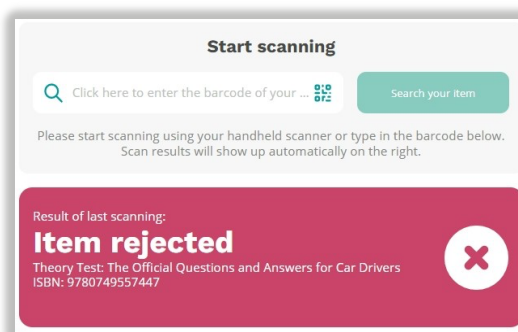 Start scanning
Click here to enter the barcode of your ...
Search your item
Please start scanning using your handheld scanner or type in the barcode below.
Scan results will show up automatically on the right.
Result of last scanning:
Item rejected
Theory Test: The Official Questions and Answers for Car Drivers
ISBN: 9780749557447